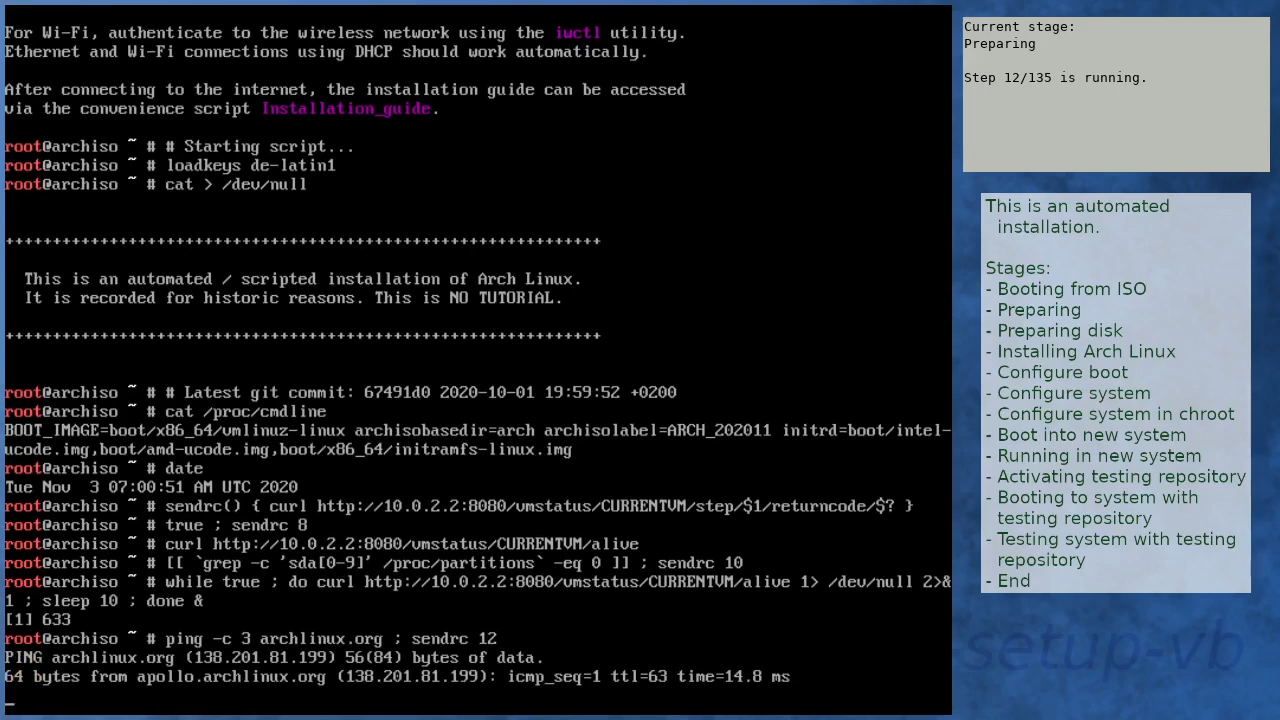 For Wi-Fi, authenticate to the wireless network using the iwctl utility.
Ethernet and Wi-Fi connections using DHCP should work automatically.
After connecting to the internet, the installation guide can be accessed
via the convenience script Installation_guide.
root@archiso ~ # # Starting script...
root@archiso ~ # loadkeys de-latin1
root@archiso ~ # cat > /dev/null
+++++++++++++++++++++++++++++++++++++++++++++++++++++++++++++++
This is an automated / scripted installation of Arch Linux.
It is recorded for historic reasons. This is NO TUTORIAL.
+++++++++++++++++++++++++++++++++++++++++++++++++++++++++++++++
root@archiso ~ # # Latest git commit: 67491d0 2020-10-01 19:59:52 +0200
root@archiso ~ # cat /proc/cmdline
BOOT_IMAGE=boot/x86_64/vmlinuz-linux archisobasedir=arch archisolabel=ARCH_202011 initrd=boot/intel-
ucode.img,boot/amd-ucode.img,boot/x86_64/initramfs-linux.img
root@archiso ~ # date
Tue Nov  3 07:00:51 AM UTC 2020
root@archiso ~ # sendrc() { curl http://10.0.2.2:8080/vmstatus/CURRENTVM/step/$1/returncode/$? }
root@archiso ~ # true ; sendrc 8
root@archiso ~ # curl http://10.0.2.2:8080/vmstatus/CURRENTVM/alive
root@archiso ~ # [[ `grep -c 'sda[0-9]' /proc/partitions` -eq 0 ]] ; sendrc 10
root@archiso ~ # while true ; do curl http://10.0.2.2:8080/vmstatus/CURRENTVM/alive 1> /dev/null 2>&
1 ; sleep 10 ; done &
[1] 633
root@archiso ~ # ping -c 3 archlinux.org ; sendrc 12
PING archlinux.org (138.201.81.199) 56(84) bytes of data.
64 bytes from apollo.archlinux.org (138.201.81.199): icmp_seq=1 ttl=63 time=14.8 ms
_
Current stage:
Preparing
Step 12/135 is running.
This is an automated
installation.
Stages:
- Booting from ISO
- Preparing
- Preparing disk
- Installing Arch Linux
- Configure boot
- Configure system
- Configure system in chroot
- Boot into new system
- Running in new system
- Activating testing repository
- Booting to system with
testing repository
- Testing system with testing
repository
- End
setup-vb